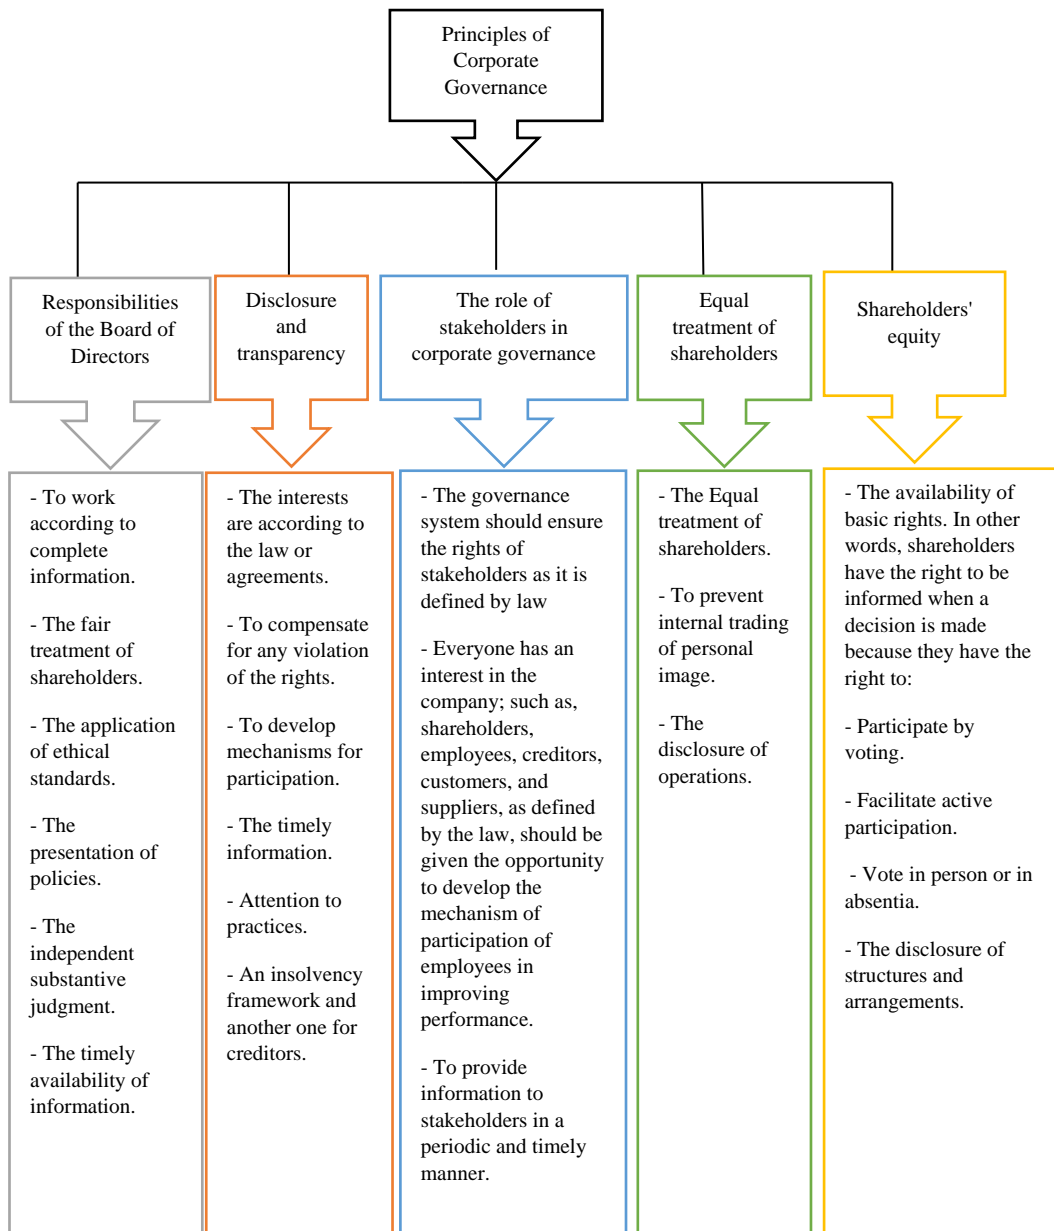 Principles of
Corporate
Governance
Responsibilities
of the Board of
Directors
Disclosure
and
transparency
The role of
stakeholders in
corporate governance
Equal
treatment of
shareholders
Shareholders'
equity
- To work
according to
complete
information.
- The fair
treatment of
shareholders.
- The application
of ethical
standards.
- The
presentation of
policies.
- The
independent
substantive
judgment.
- The timely
availability of
information.
- The interests
are according to
the law or
agreements.
- To compensate
for any violation
of the rights.
- To develop
mechanisms for
participation.
- The timely
information.
- Attention to
practices.
- An insolvency
framework and
another one for
creditors.
- The governance
system should ensure
the rights of
stakeholders as it is
defined by law
- Everyone has an
interest in the
company; such as,
shareholders,
employees, creditors,
customers, and
suppliers, as defined
by the law, should be
given the opportunity
to develop the
mechanism of
participation of
employees in
improving
performance.
- To provide
information to
stakeholders in a
periodic and timely
manner.
- The Equal
treatment of
shareholders.
- To prevent
internal trading
of personal
image.
- The
disclosure of
operations.
- The availability of
basic rights. In other
words, shareholders
have the right to be
informed when a
decision is made
because they have the
right to:
- Participate by
voting.
- Facilitate active
participation.
- Vote in person or in
absentia.
- The disclosure of
structures and
arrangements.